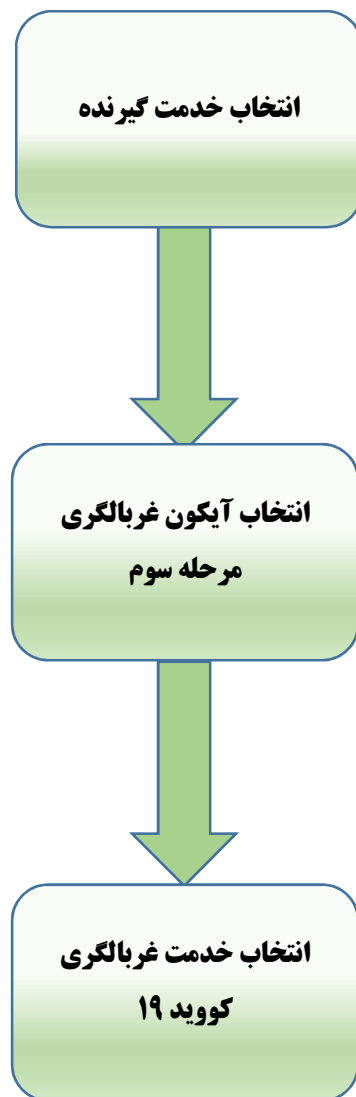 انتخاب خدمت گیرنده
انتخاب آیکون غربالگری
مرحله سوم
انتخاب خدمت غربالگری
کووید ۱۹